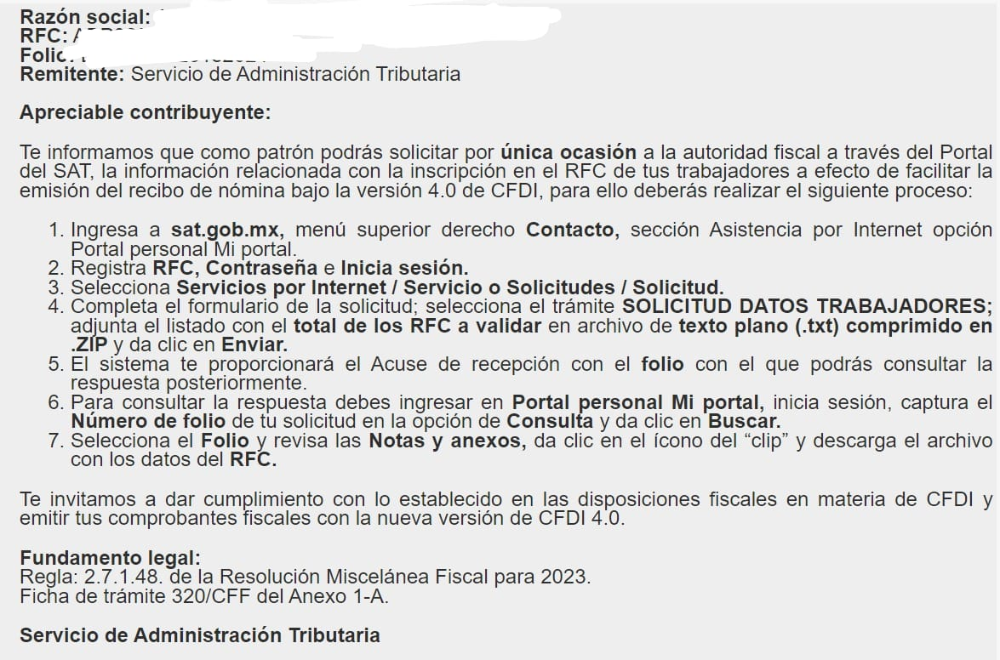 Razón social:
RFC:
Folio:
Remitente: Servicio de Administración Tributaria
Apreciable contribuyente:
Te informamos que como patrón podrás solicitar por única ocasión a la autoridad fiscal a través del Portal
del SAT, la información relacionada con la inscripción en el RFC de tus trabajadores a efecto de facilitar la
emisión del recibo de nómina bajo la versión 4.0 de CFDI, para ello deberás realizar el siguiente proceso:
1. Ingresa a sat.gob.mx, menú superior derecho Contacto, sección Asistencia por Internet opción
Portal personal Mi portal.
2. Registra RFC, Contraseña e Inicia sesión.
3. Selecciona Servicios por Internet / Servicio o Solicitudes / Solicitud.
4. Completa el formulario de la solicitud; selecciona el trámite SOLICITUD DATOS TRABAJADORES;
adjunta el listado con el total de los RFC a validar en archivo de texto plano (.txt) comprimido en
.ZIP y da clic en Enviar.
5. El sistema te proporcionará el Acuse de recepción con el folio con el que podrás consultar la
respuesta posteriormente.
6. Para consultar la respuesta debes ingresar en Portal personal Mi portal, inicia sesión, captura el
Número de folio de tu solicitud en la opción de Consulta y da clic en Buscar.
7. Selecciona el Folio y revisa las Notas y anexos, da clic en el ícono del “clip” y descarga el archivo
con los datos del RFC.
Te invitamos a dar cumplimiento con lo establecido en las disposiciones fiscales en materia de CFDI y
emitir tus comprobantes fiscales con la nueva versión de CFDI 4.0.
Fundamento legal:
Regla: 2.7.1.48. de la Resolución Miscelánea Fiscal para 2023.
Ficha de trámite 320/CFF del Anexo 1-A.
Servicio de Administración Tributaria